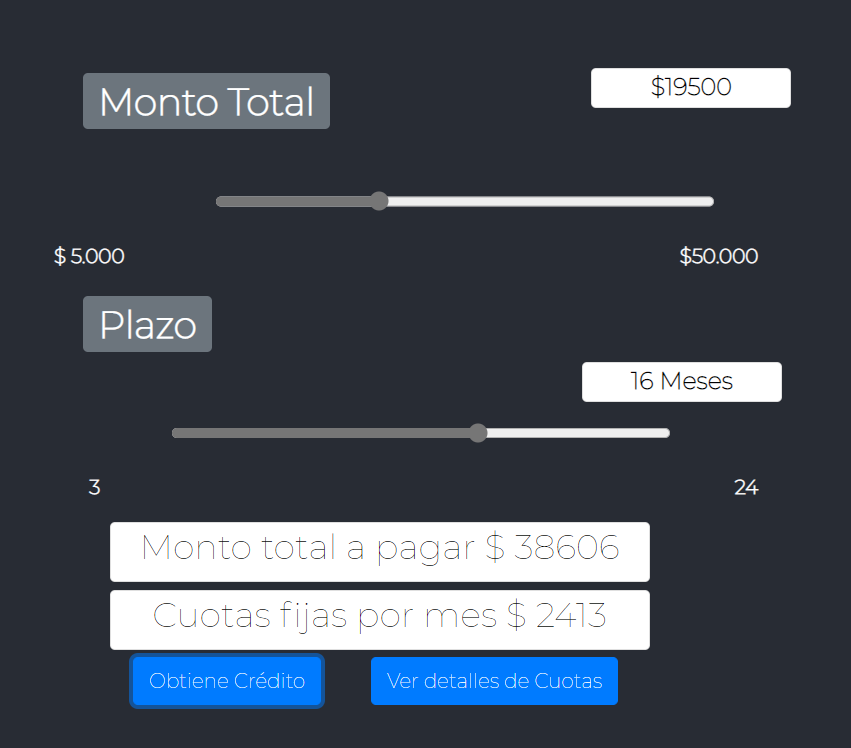 Monto Total
$19500
$ 5.000
$50.000
Plazo
16 Meses
3
24
Monto total a pagar $ 38606
Cuotas fijas por mes $ 2413
Obtiene Crédito
Ver detalles de Cuotas